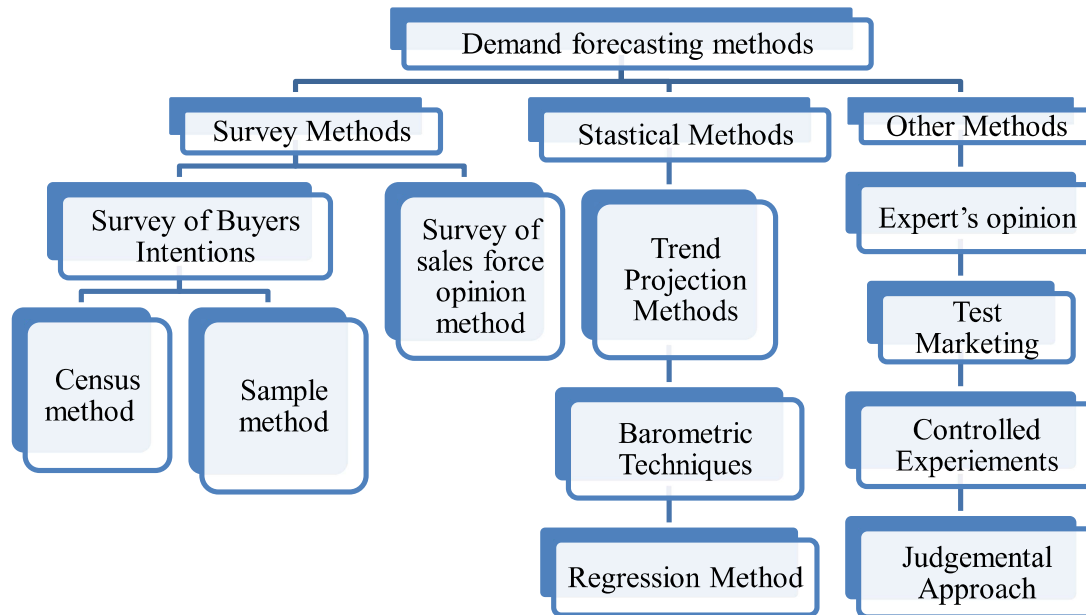 Demand forecasting methods
Survey Methods
Stastical Methods
Other Methods
Survey of Buyers
Intentions
Survey of
sales force
opinion
method
Trend
Projection
Methods
Expert’s opinion
Census
method
Sample
method
Test
Marketing
Barometric
Techniques
Controlled
Experiements
Regression Method
Judgemental
Approach